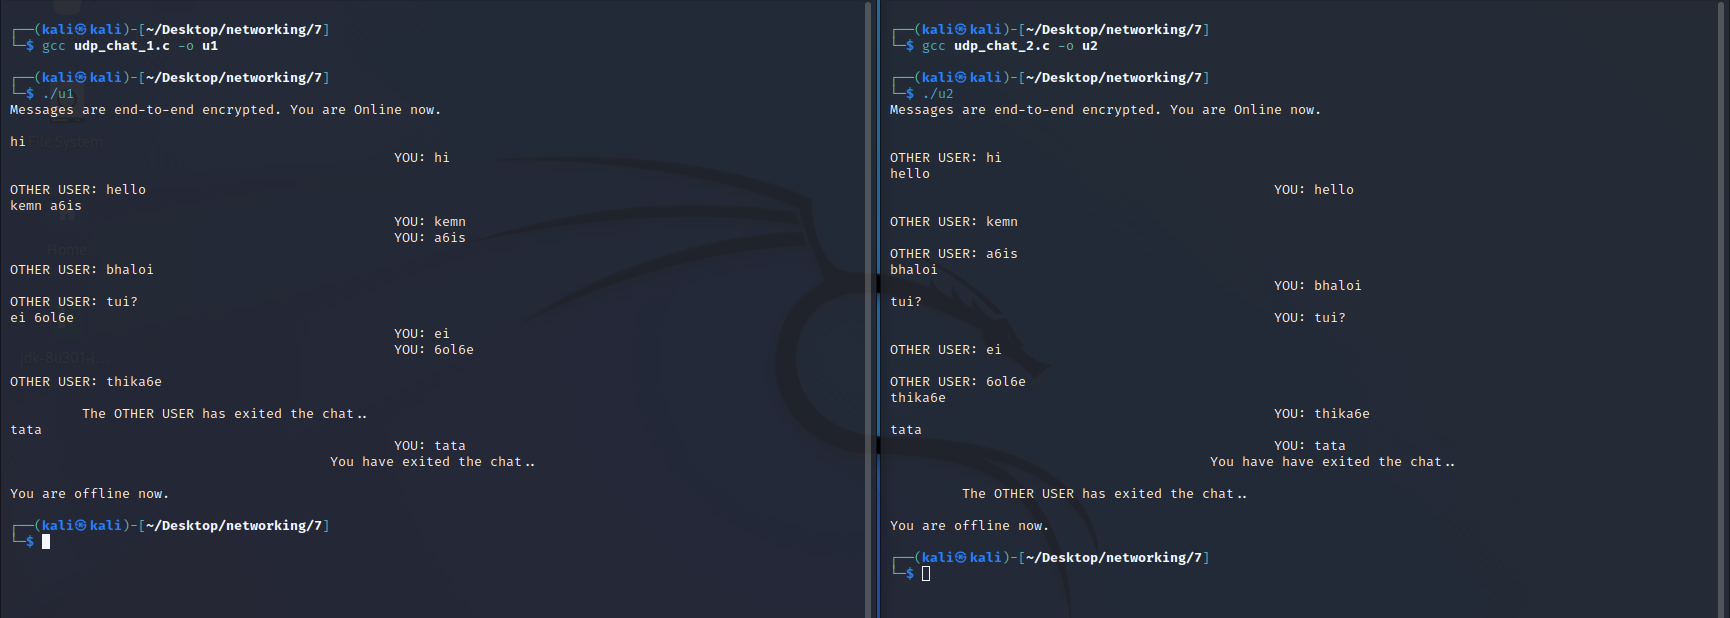 ┌──(kali㉿kali)-[~/Desktop/networking/7]
└─$ gcc udp_chat_1.c -o u1
┌──(kali㉿kali)-[~/Desktop/networking/7]
└─$ ./u1
Messages are end-to-end encrypted. You are Online now.
hi
File System
YOU: hi
OTHER USER: hello
kemn a6is
YOU: kemn
YOU: a6is
Home
OTHER USER: bhaloi
OTHER USER: tui?
ei 6ol6e
YOU: ei
YOU: 6ol6e
OTHER USER: thika6e
The OTHER USER has exited the chat..
tata
YOU: tata
You have exited the chat..
You are offline now.
┌──(kali㉿kali)-[~/Desktop/networking/7]
└─$
┌──(kali㉿kali)-[~/Desktop/networking/7]
└─$ gcc udp_chat_2.c -o u2
┌──(kali㉿kali)-[~/Desktop/networking/7]
└─$ ./u2
Messages are end-to-end encrypted. You are Online now.
OTHER USER: hi
hello
YOU: hello
OTHER USER: kemn
OTHER USER: a6is
bhaloi
YOU: bhaloi
tui?
YOU: tui?
OTHER USER: ei
OTHER USER: 6ol6e
thika6e
YOU: thika6e
tata
YOU: tata
You have have exited the chat..
The OTHER USER has exited the chat..
You are offline now.
┌──(kali㉿kali)-[~/Desktop/networking/7]
└─$